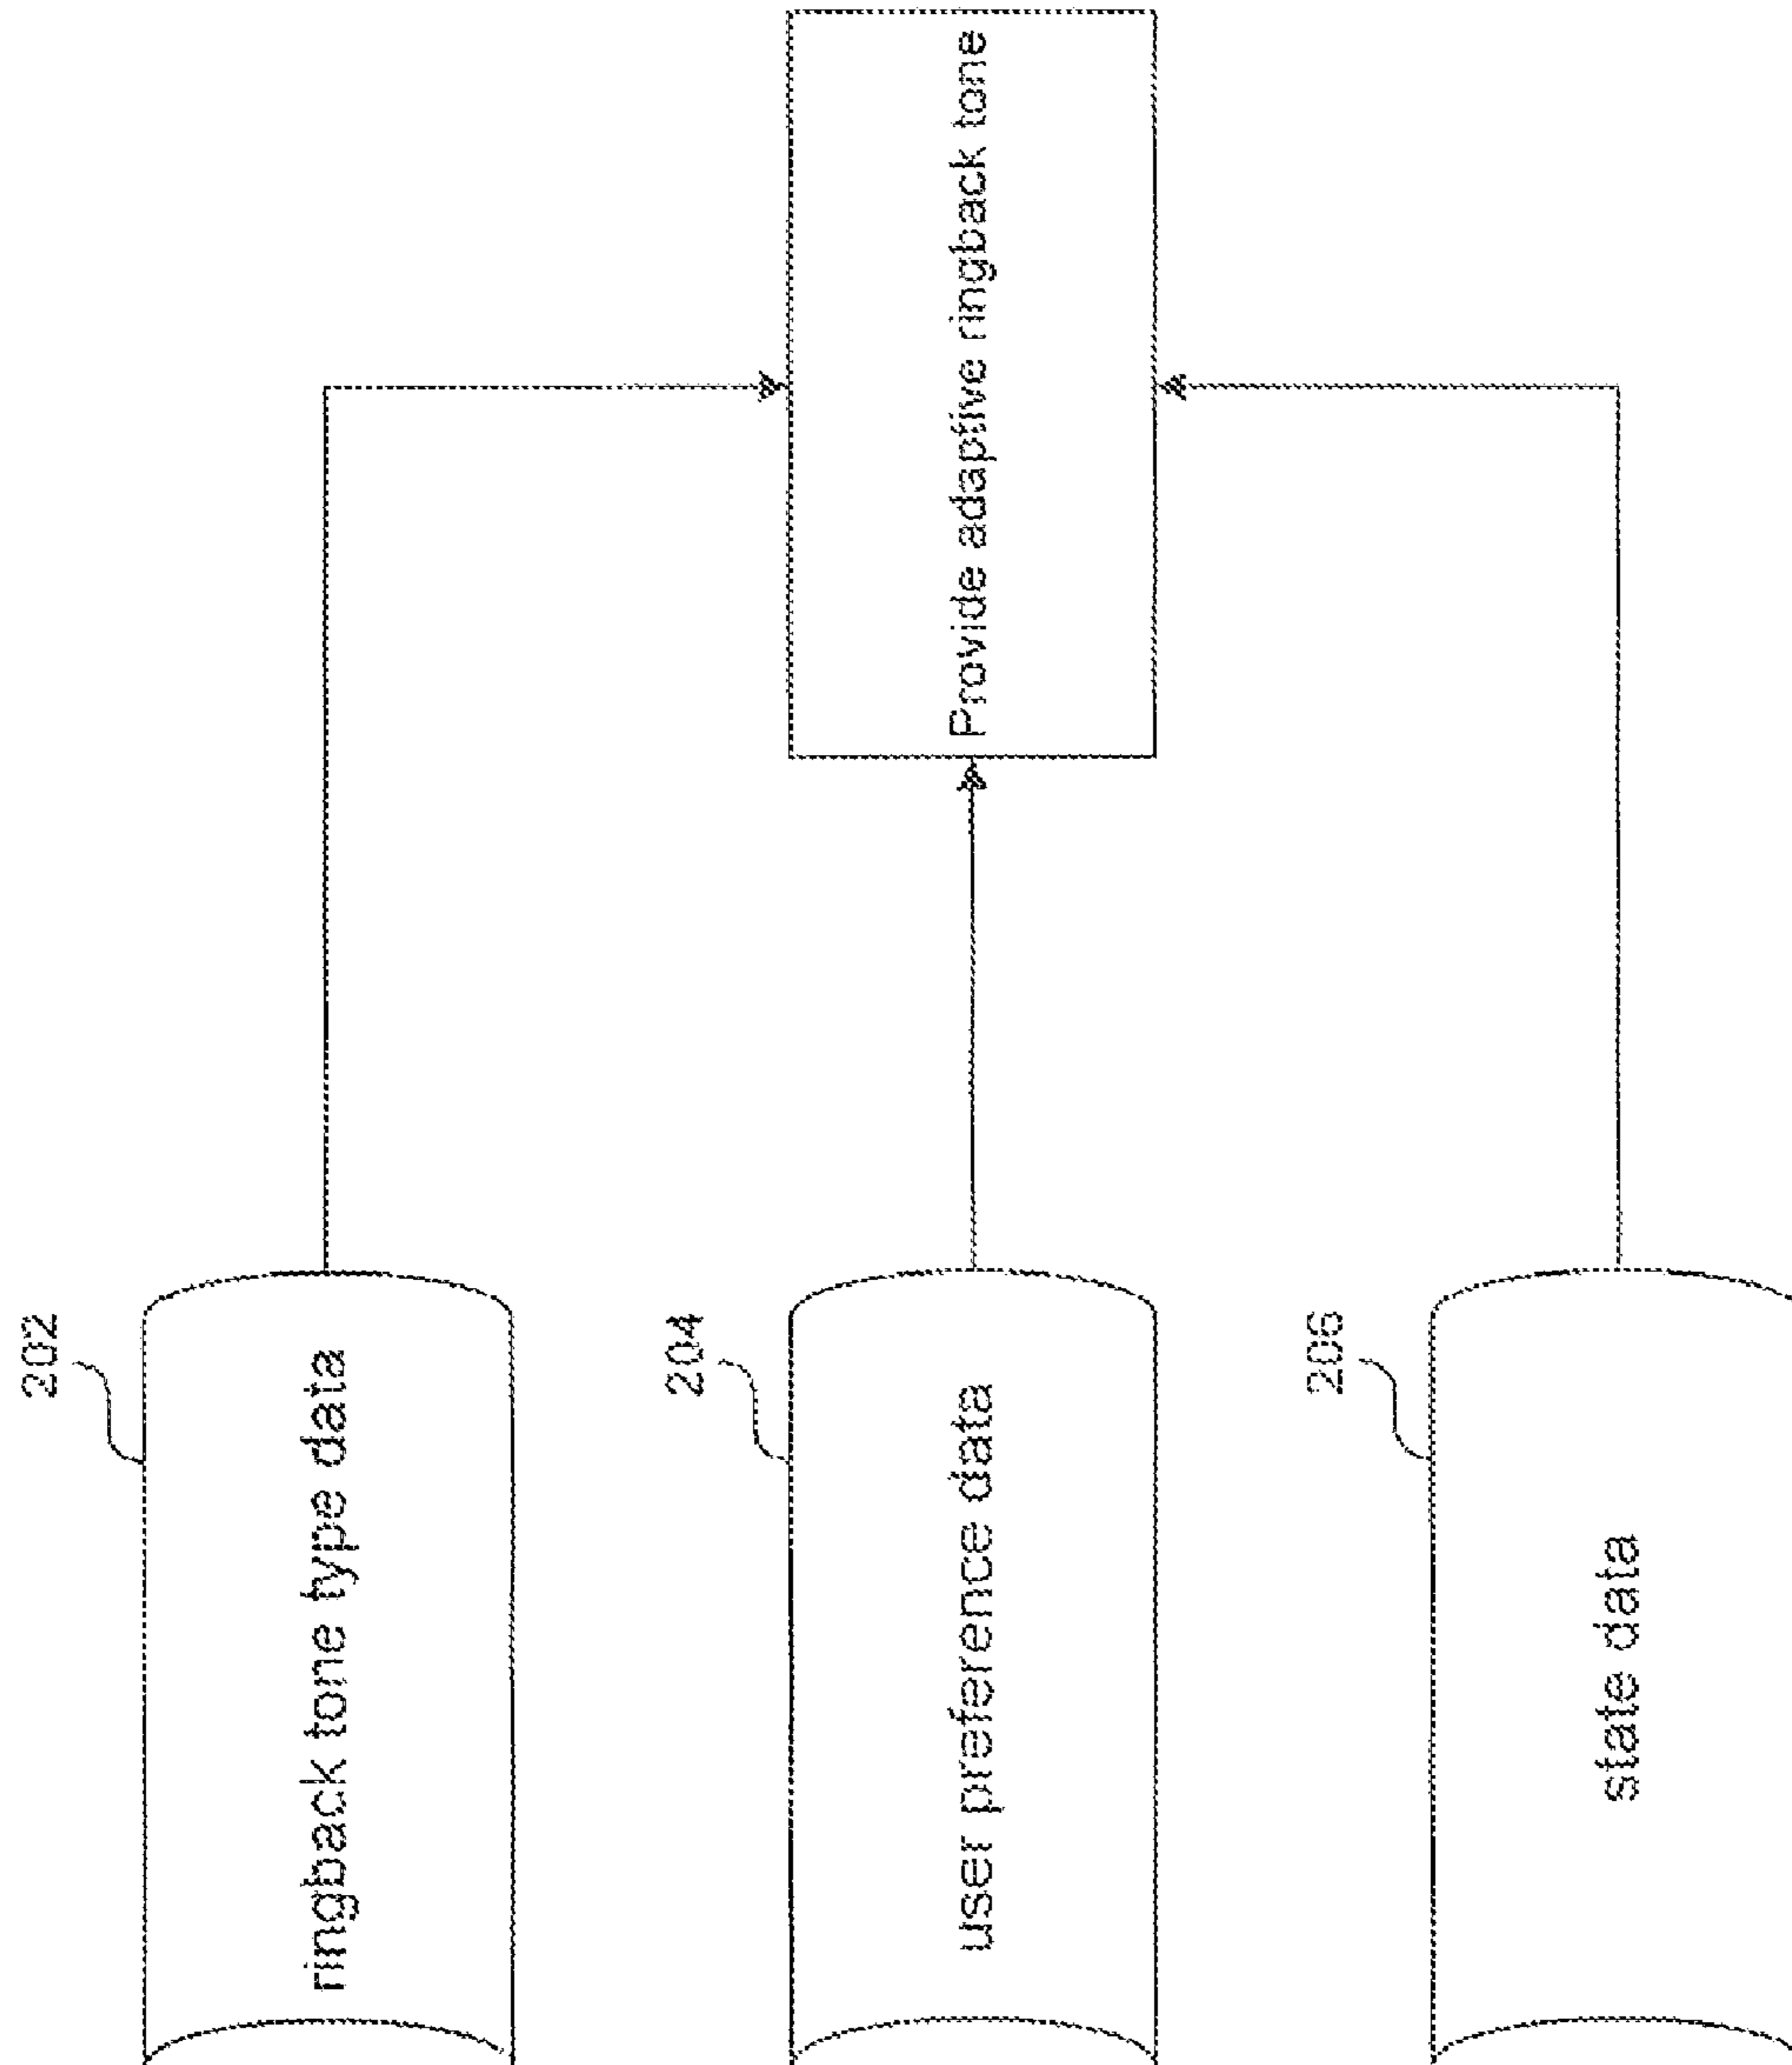 202
ringback tone type data
204
user preference data
206
state data
Provide adaptive ringback tone